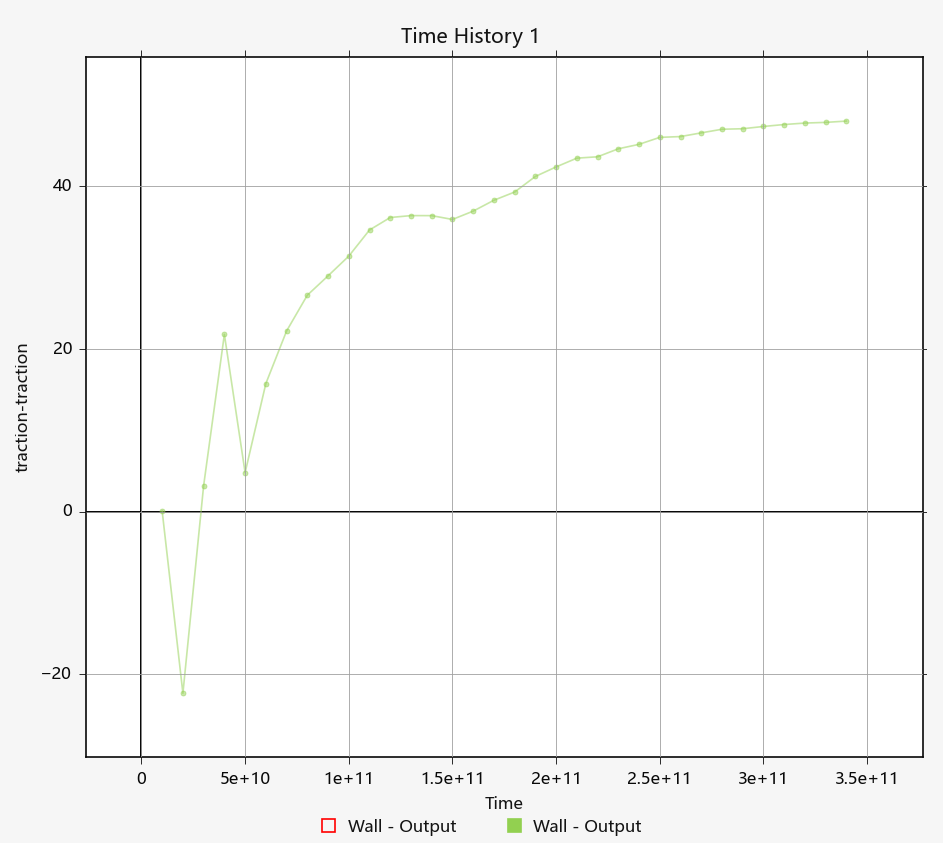 Time History 1
traction-traction
40
20
0
−20
0 5e+10 1e+11 1.5e+11 2e+11 2.5e+11 3e+11 3.5e+11
Time
Wall - Output Wall - Output